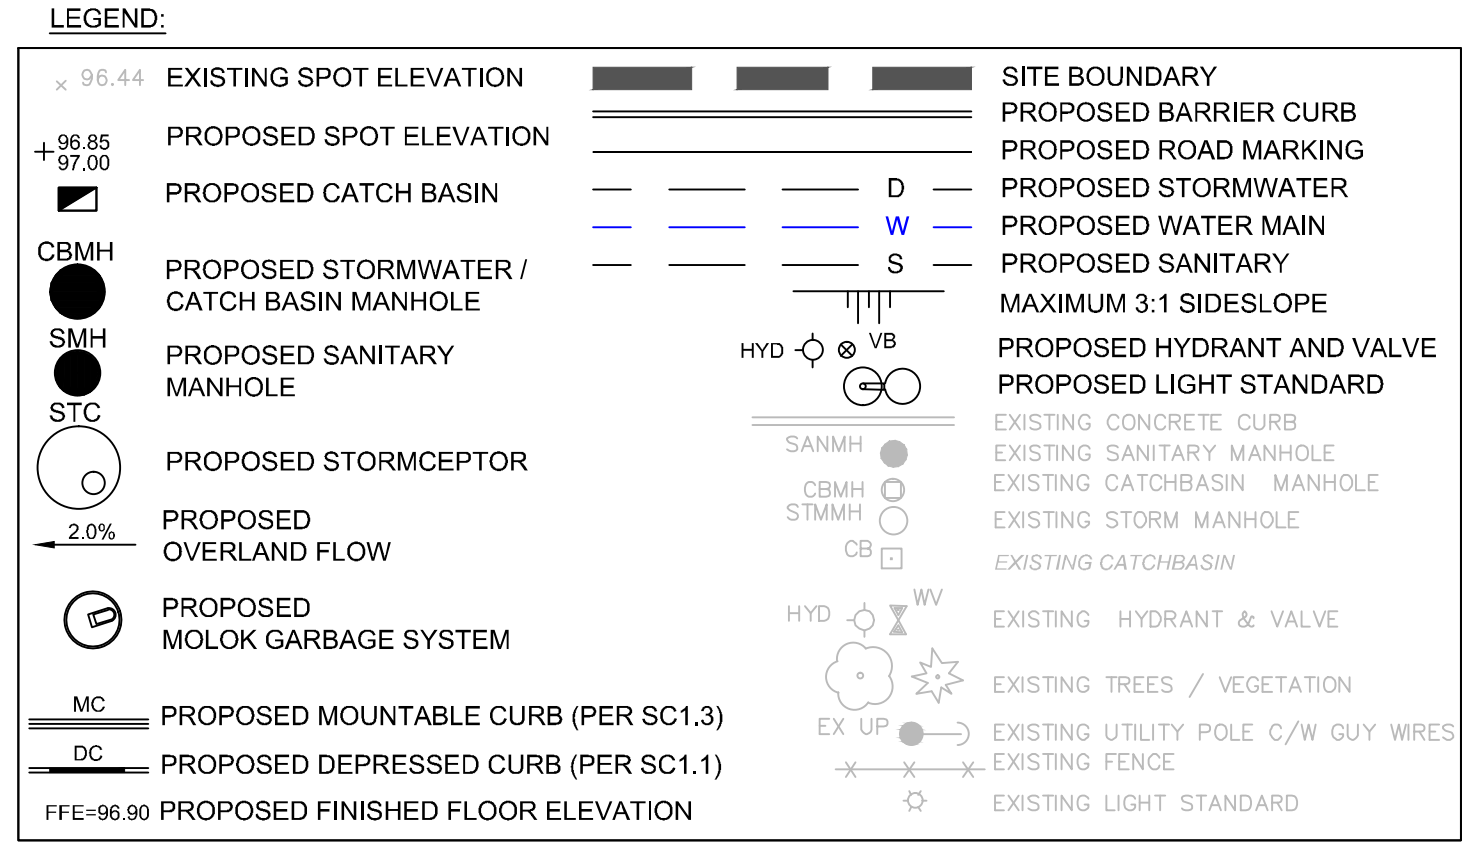 LEGEND:
96.44 EXISTING SPOT ELEVATION
96.85
97.00
PROPOSED SPOT ELEVATION
PROPOSED CATCH BASIN
CBMH
PROPOSED STORMWATER /
CATCH BASIN MANHOLE
SMH
PROPOSED SANITARY
MANHOLE
STC
PROPOSED STORMCEPTOR
2.0%
PROPOSED
OVERLAND FLOW
PROPOSED
MOLOK GARBAGE SYSTEM
MC
PROPOSED MOUNTABLE CURB (PER SC1.3)
DC
PROPOSED DEPRESSED CURB (PER SC1.1)
FFE=96.90 PROPOSED FINISHED FLOOR ELEVATION
SITE BOUNDARY
PROPOSED BARRIER CURB
PROPOSED ROAD MARKING
D PROPOSED STORMWATER
W PROPOSED WATER MAIN
S PROPOSED SANITARY
MAXIMUM 3:1 SIDESLOPE
HYD VB PROPOSED HYDRANT AND VALVE
PROPOSED LIGHT STANDARD
EXISTING CONCRETE CURB
SANMH EXISTING SANITARY MANHOLE
CBMH EXISTING CATCHBASIN MANHOLE
STMMH EXISTING STORM MANHOLE
CB EXISTING CATCHBASIN
HYD WV EXISTING HYDRANT & VALVE
EXISTING TREES / VEGETATION
EX UP EXISTING UTILITY POLE C/W GUY WIRES
EXISTING FENCE
EXISTING LIGHT STANDARD